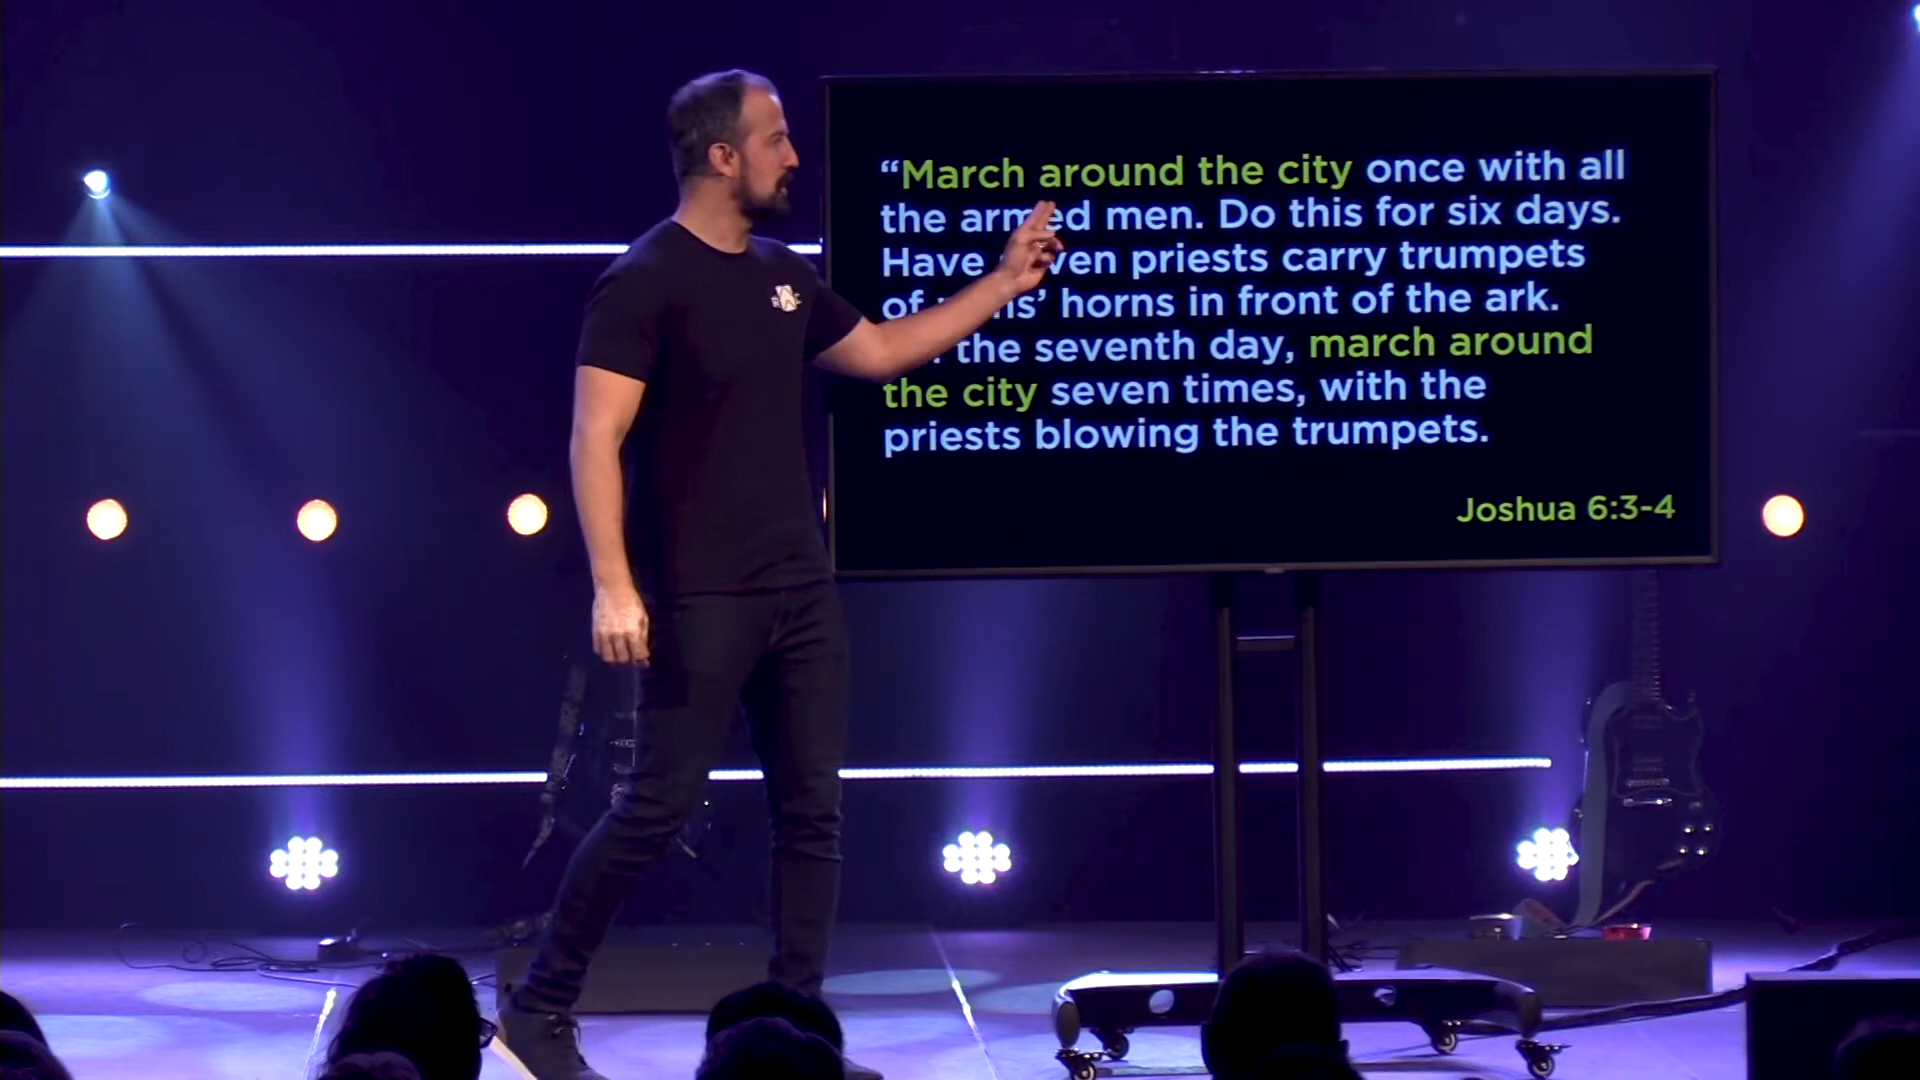 “March around the city once with all
the armed men. Do this for six days.
Have priests carry trumpets
of horns in front of the ark.
the seventh day, march around
the city seven times, with the
priests blowing the trumpets.
Joshua 6:3-4